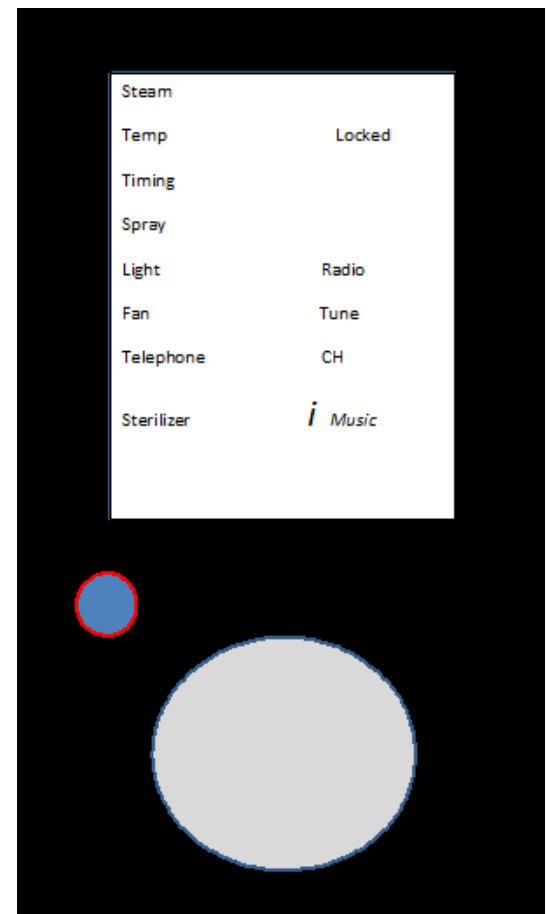 Steam
Temp Locked
Timing
Spray
Light Radio
Fan Tune
Telephone CH
Sterilizer i Music